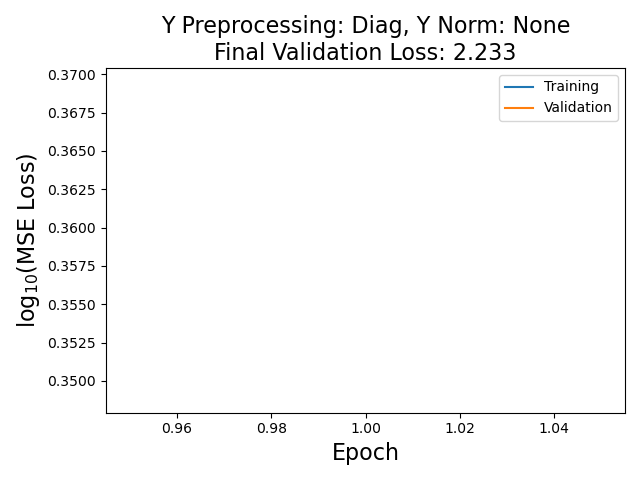 Y Preprocessing: Diag, Y Norm: None
Final Validation Loss: 2.233
Training
Validation
0.3700
0.3675
0.3650
0.3625
0.3600
0.3575
0.3550
0.3525
0.3500
log₁₀(MSE Loss)
0.96 0.98 1.00 1.02 1.04
Epoch